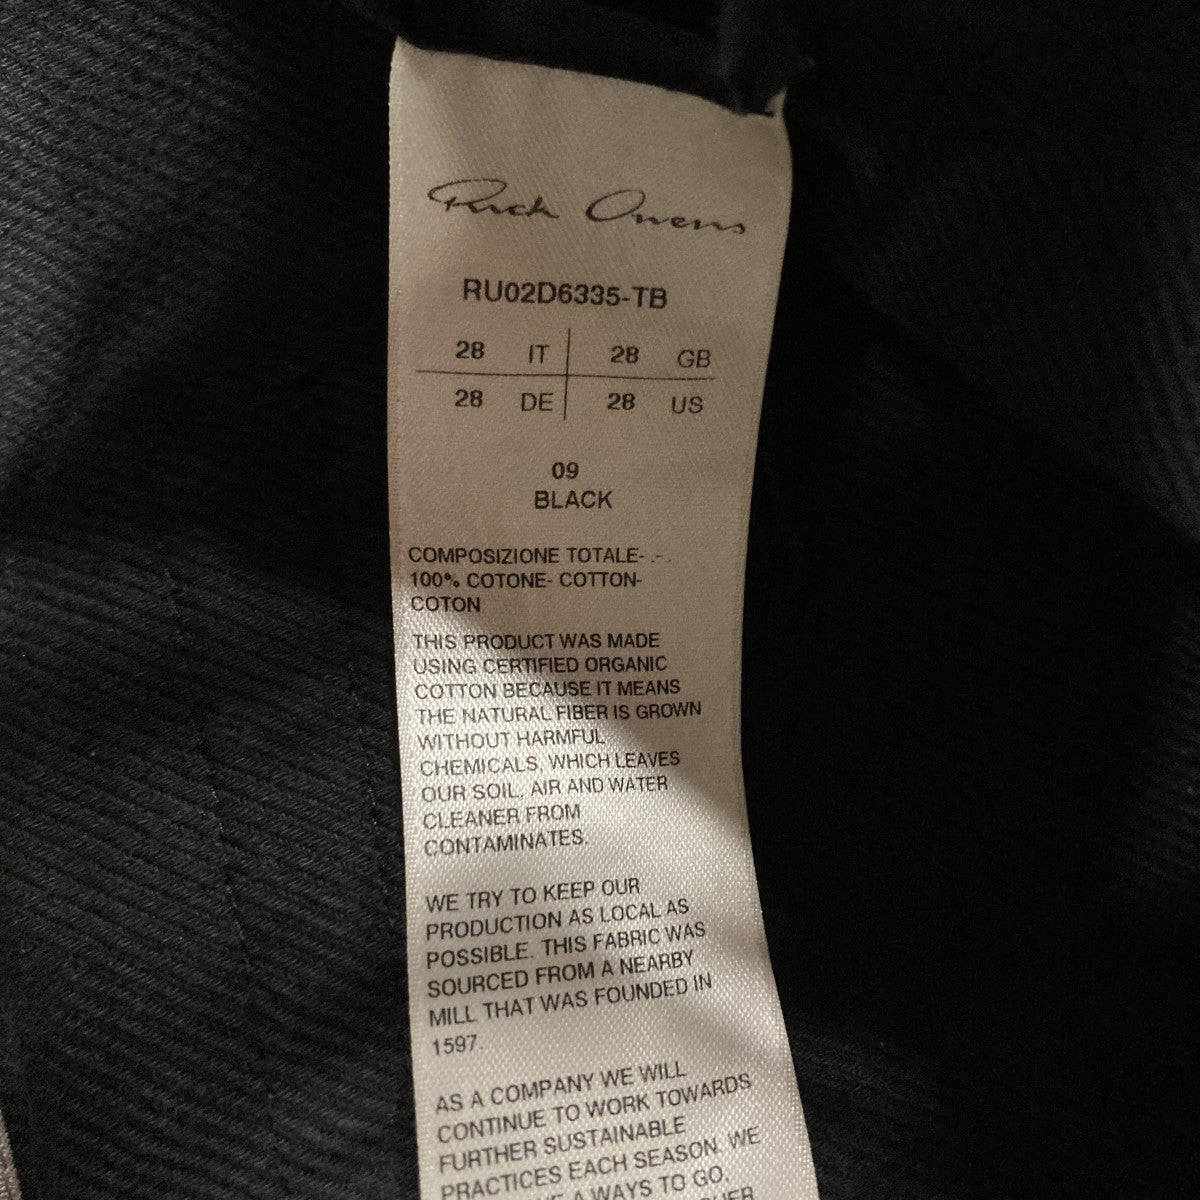 Rick Owens
RU02D6335-TB
28 IT 28 GB
28 DE 28 US
09
BLACK
COMPOSIZIONE TOTALE- .- .
100% COTONE- COTTON-
COTON
THIS PRODUCT WAS MADE
USING CERTIFIED ORGANIC
COTTON BECAUSE IT MEANS
THE NATURAL FIBER IS GROWN
WITHOUT HARMFUL
CHEMICALS, WHICH LEAVES
OUR SOIL, AIR AND WATER
CLEANER FROM
CONTAMINATES.
WE TRY TO KEEP OUR
PRODUCTION AS LOCAL AS
POSSIBLE. THIS FABRIC WAS
SOURCED FROM A NEARBY
MILL THAT WAS FOUNDED IN
1597.
AS A COMPANY WE WILL
CONTINUE TO WORK TOWARDS
FURTHER SUSTAINABLE
PRACTICES EACH SEASON. WE
A WAYS TO GO,